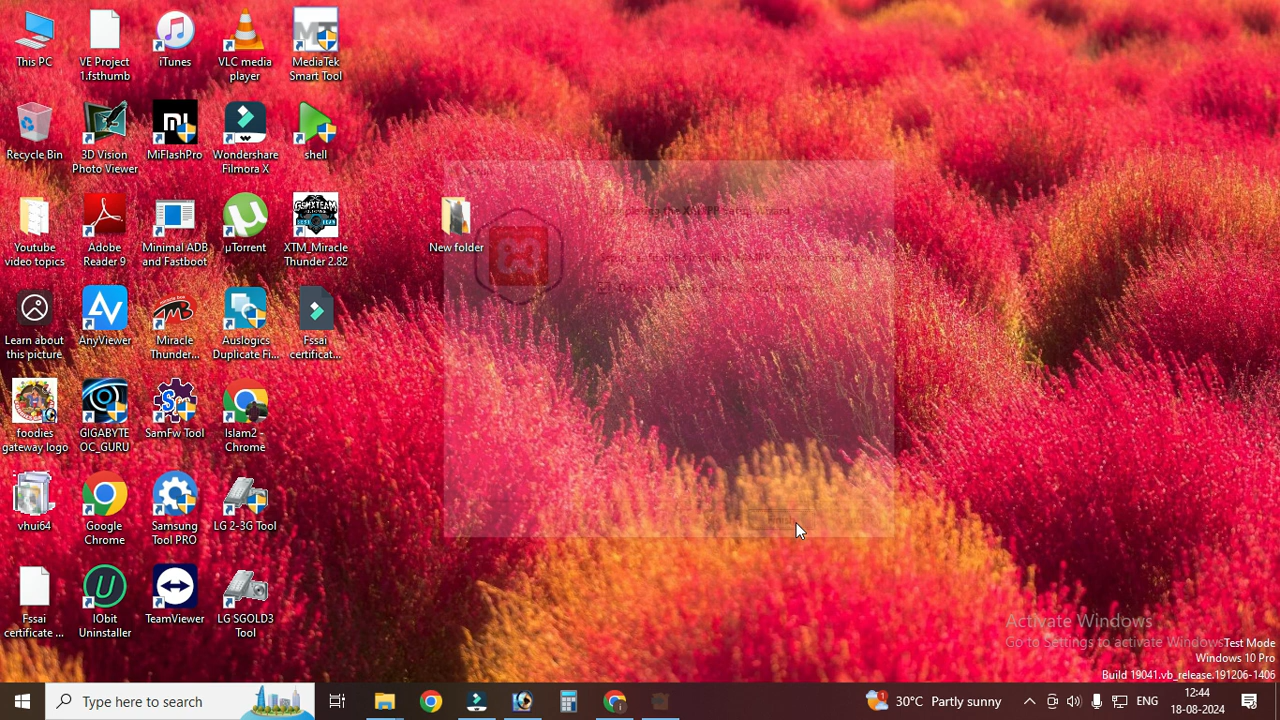 This PC
VE Project
1.fsthumb
iTunes
VLC media
player
MediaTek
Smart Tool
Recycle Bin
3D Vision
Photo Viewer
MiFlashPro
Wondershare
Filmora X
shell
Youtube
video topics
Adobe
Reader 9
Minimal ADB
and Fastboot
µTorrent
XTM_Miracle
Thunder 2.82
New folder
Learn about
this picture
AnyViewer
Miracle
Thunder...
Auslogics
Duplicate Fi...
Fssai
certificat...
foodies
gateway logo
GIGABYTE
OC_GURU
SamFw Tool
Islam2 -
Chrome
vhui64
Google
Chrome
Samsung
Tool PRO
LG 2-3G Tool
Fssai
certificate ...
IObit
Uninstaller
TeamViewer
LG SGOLD3
Tool
Finish
Activate Windows
Go to Settings to activate Windows
Test Mode
Windows 10 Pro
Build 19041.vb_release.191206-1406
Type here to search
30°C Partly sunny
ENG
12:44
18-08-2024